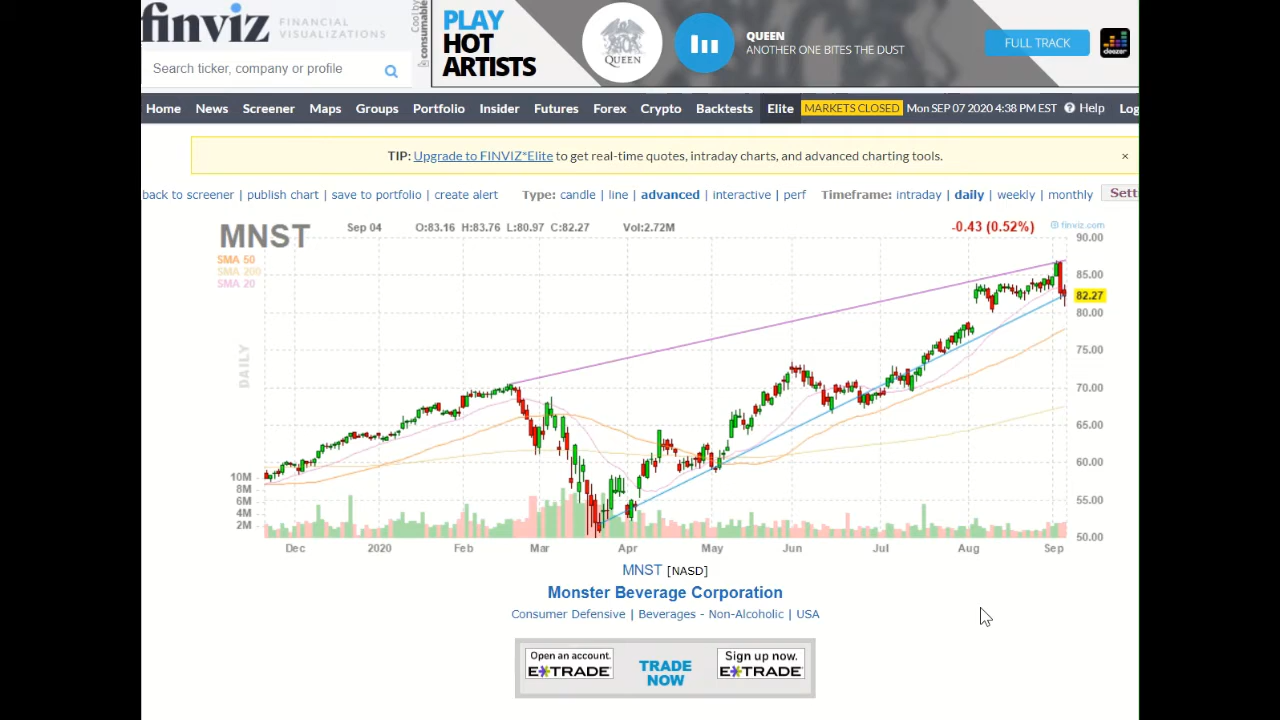 finviz FINANCIAL VISUALIZATIONS
Cool by consumable
PLAY HOT ARTISTS
QUEEN
QUEEN
ANOTHER ONE BITES THE DUST
FULL TRACK
deezer
Search ticker, company or profile
Home News Screener Maps Groups Portfolio Insider Futures Forex Crypto Backtests Elite MARKETS CLOSED Mon SEP 07 2020 4:38 PM EST Help Log
TIP: Upgrade to FINVIZ*Elite to get real-time quotes, intraday charts, and advanced charting tools. ×
back to screener | publish chart | save to portfolio | create alert Type: candle | line | advanced | interactive | perf Timeframe: intraday | daily | weekly | monthly Sett
MNST Sep 04 O:83.16 H:83.76 L:80.97 C:82.27 Vol:2.72M -0.43 (0.52%) © finviz.com
SMA 50
SMA 200
SMA 20
DAILY
90.00
85.00
82.27
80.00
75.00
70.00
65.00
60.00
55.00
50.00
10M
8M
6M
4M
2M
Dec 2020 Feb Mar Apr May Jun Jul Aug Sep
MNST [NASD]
Monster Beverage Corporation
Consumer Defensive | Beverages - Non-Alcoholic | USA
Open an account. E*TRADE
TRADE NOW
Sign up now. E*TRADE